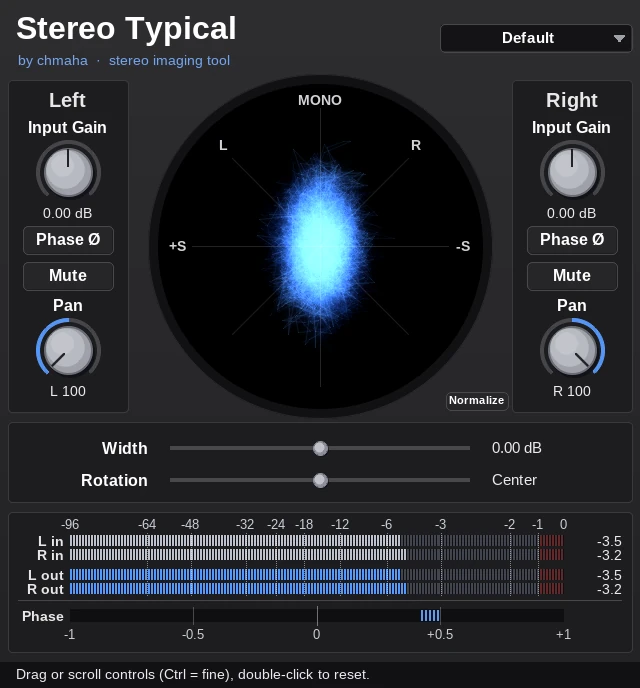 Stereo Typical
by chmaha · stereo imaging tool
Default
Left
Input Gain
0.00 dB
Phase Ø
Mute
Pan
L 100
MONO
L
R
+S
-S
Normalize
Right
Input Gain
0.00 dB
Phase Ø
Mute
Pan
R 100
Width
0.00 dB
Rotation
Center
-96 -64 -48 -32 -24 -18 -12 -6 -3 -2 -1 0
L in -3.5
R in -3.2
L out -3.5
R out -3.2
Phase
-1 -0.5 0 +0.5 +1
Drag or scroll controls (Ctrl = fine), double-click to reset.